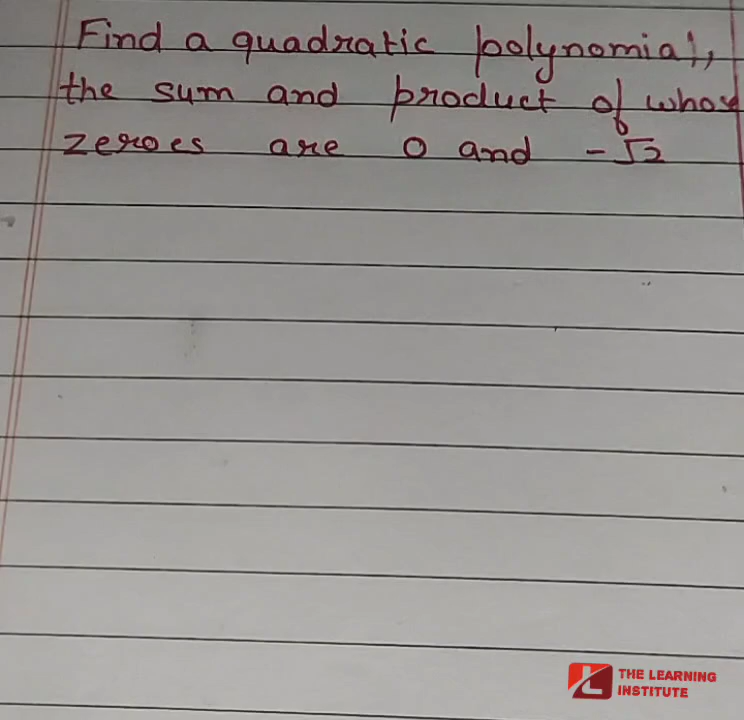 Find a quadratic polynomial,
the sum and product of whos
zeroes are 0 and -√2
THE LEARNING
INSTITUTE